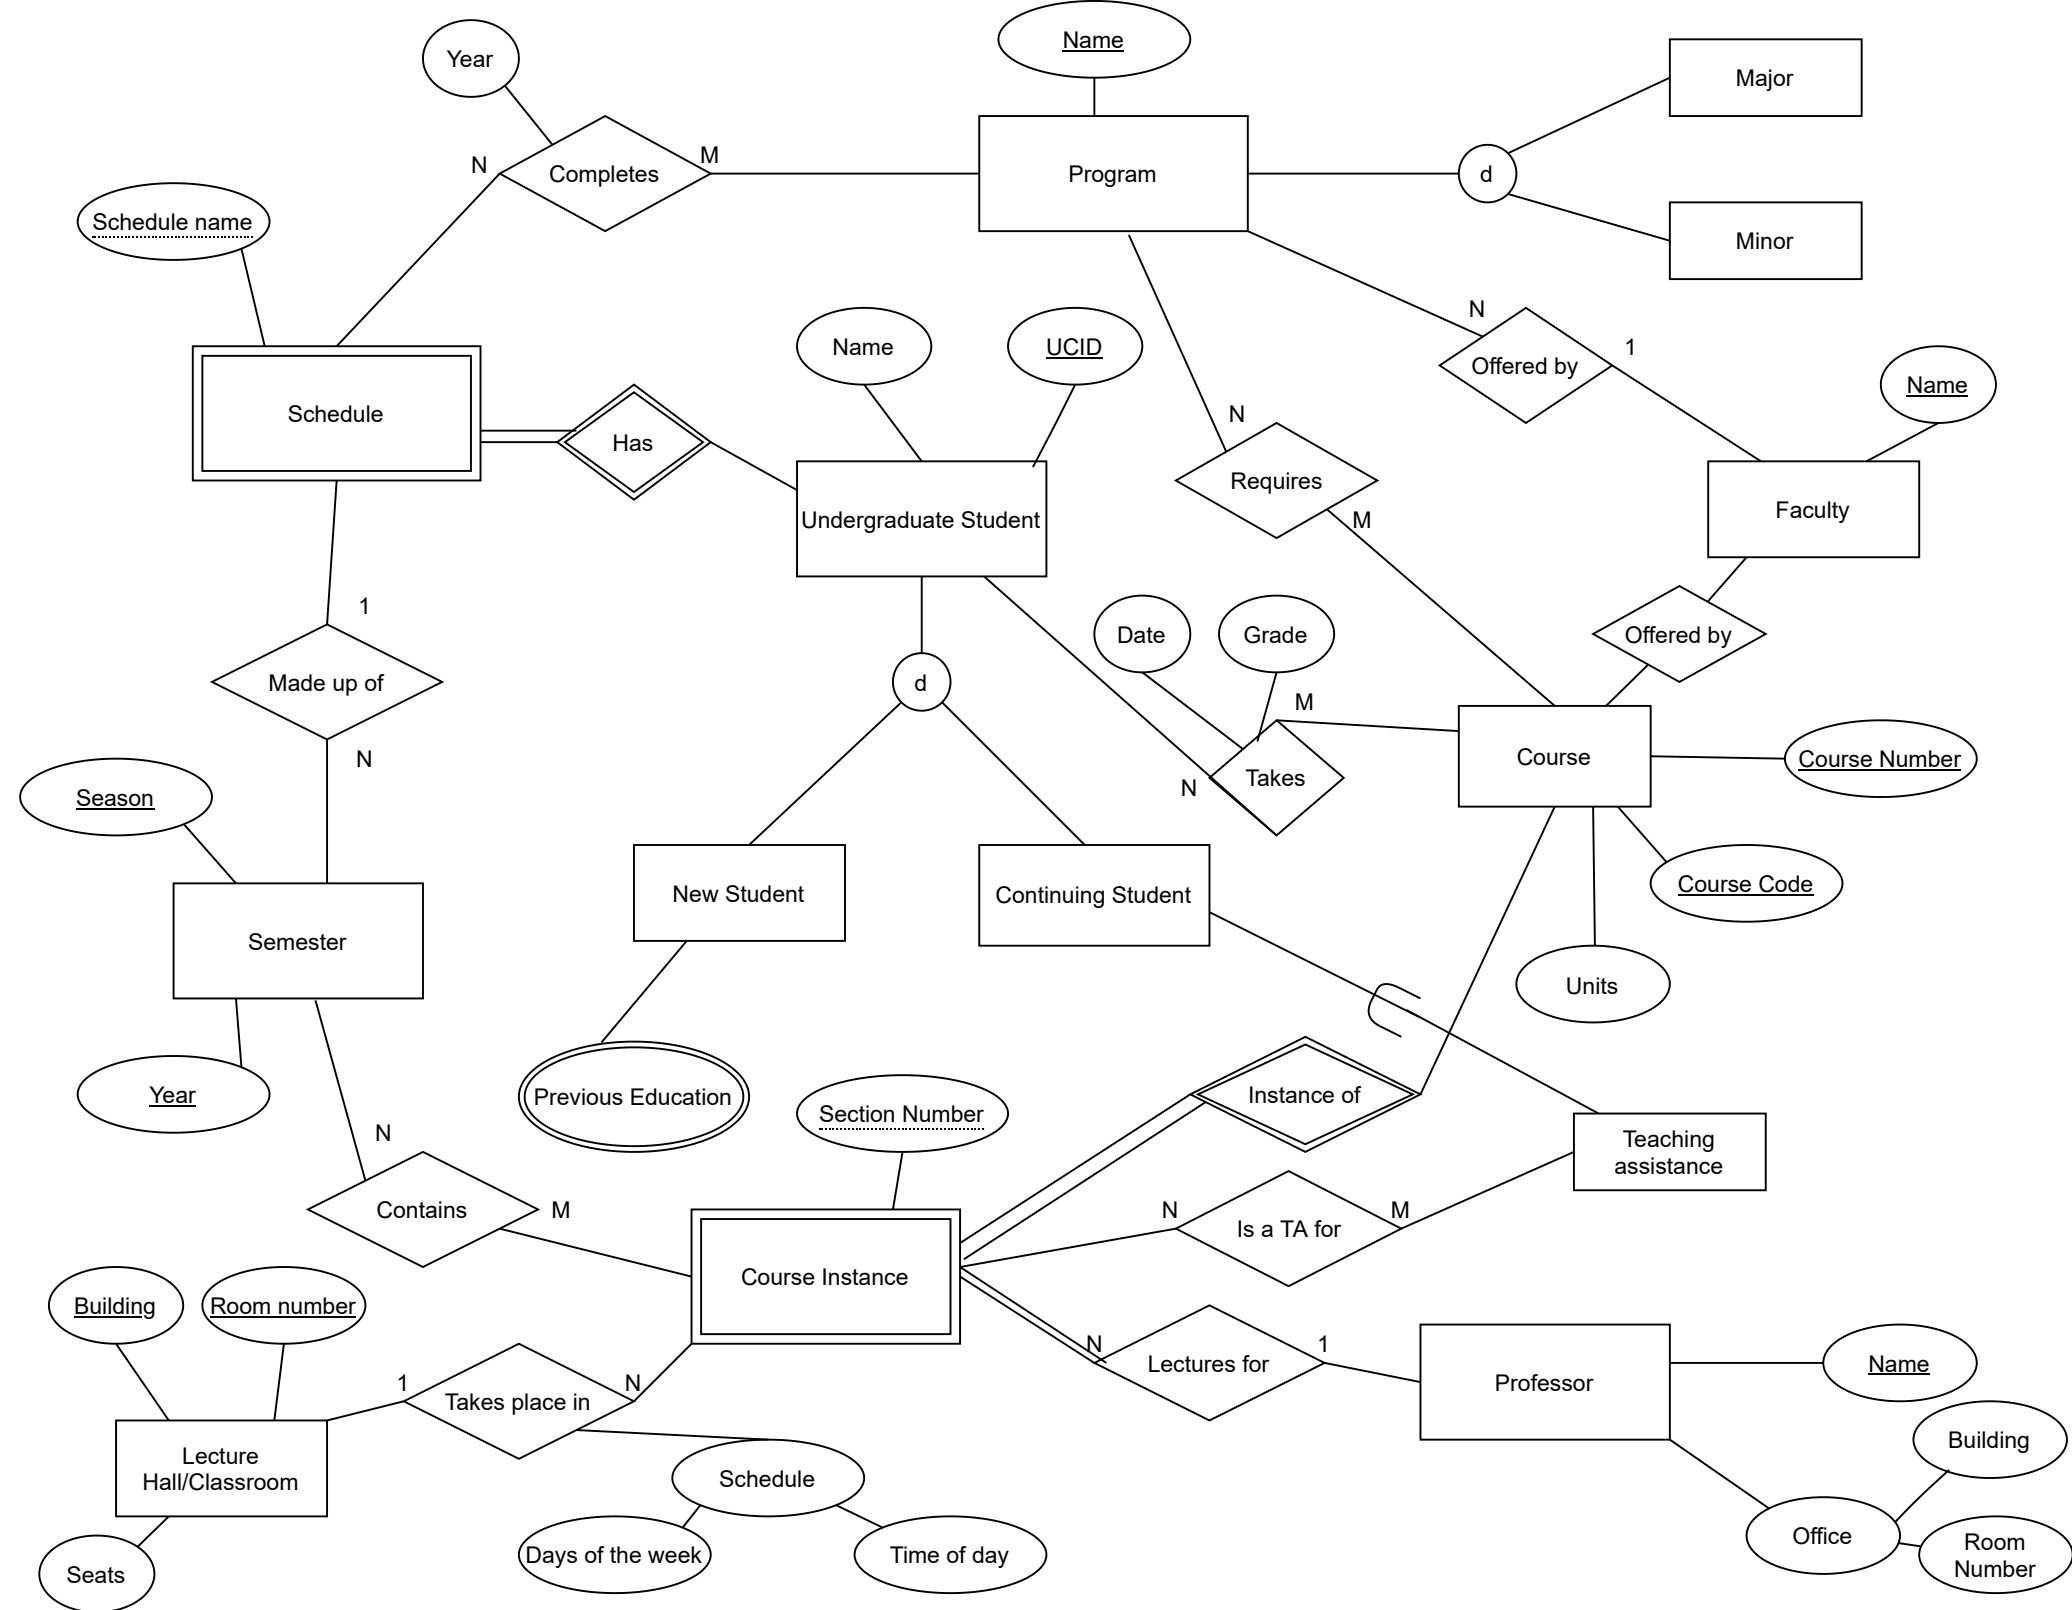 Name
Year
Major
N
M
Completes
Program
d
Schedule name
Minor
N
1
Offered by
Name
UCID
Name
Schedule
Has
N
Requires
M
Undergraduate Student
Faculty
1
Date
Grade
Offered by
Made up of
d
M
N
Takes
N
Course
Course Number
Season
New Student
Continuing Student
Course Code
Semester
Units
Year
Previous Education
Section Number
Instance of
Teaching
assistance
N
Contains
M
N
Is a TA for
M
Course Instance
Building
Room number
N
Lectures for
1
Professor
Name
1
Takes place in
N
Building
Lecture
Hall/Classroom
Schedule
Office
Room
Number
Days of the week
Time of day
Seats